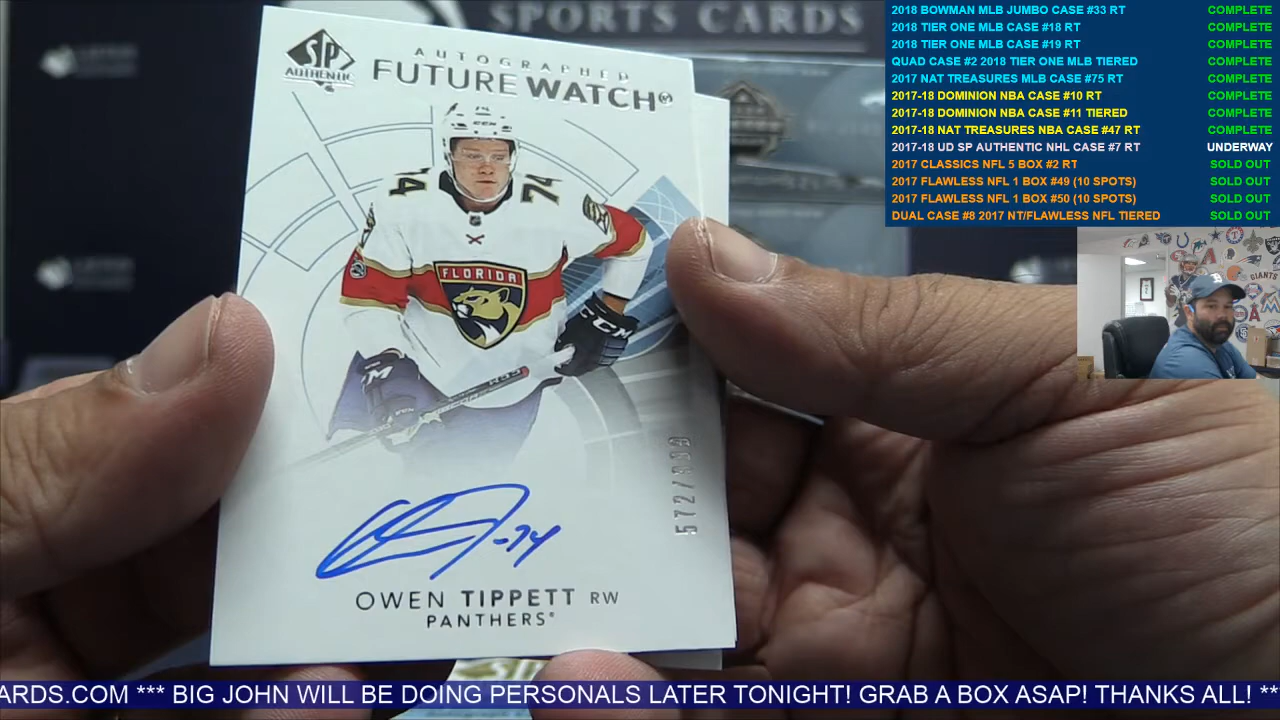 SPORTS CARDS
SP
AUTHENTIC
AUTOGRAPHED
FUTURE WATCH
74
74
CCM
FLORIDA
CCM
572/999
-74
OWEN TIPPETT RW
PANTHERS
2018 BOWMAN MLB JUMBO CASE #33 RT COMPLETE
2018 TIER ONE MLB CASE #18 RT COMPLETE
2018 TIER ONE MLB CASE #19 RT COMPLETE
QUAD CASE #2 2018 TIER ONE MLB TIERED COMPLETE
2017 NAT TREASURES MLB CASE #75 RT COMPLETE
2017-18 DOMINION NBA CASE #10 RT COMPLETE
2017-18 DOMINION NBA CASE #11 TIERED COMPLETE
2017-18 NAT TREASURES NBA CASE #47 RT COMPLETE
2017-18 UD SP AUTHENTIC NHL CASE #7 RT UNDERWAY
2017 CLASSICS NFL 5 BOX #2 RT SOLD OUT
2017 FLAWLESS NFL 1 BOX #49 (10 SPOTS) SOLD OUT
2017 FLAWLESS NFL 1 BOX #50 (10 SPOTS) SOLD OUT
DUAL CASE #8 2017 NT/FLAWLESS NFL TIERED SOLD OUT
GIANTS
ARDS.COM *** BIG JOHN WILL BE DOING PERSONALS LATER TONIGHT! GRAB A BOX ASAP! THANKS ALL! **